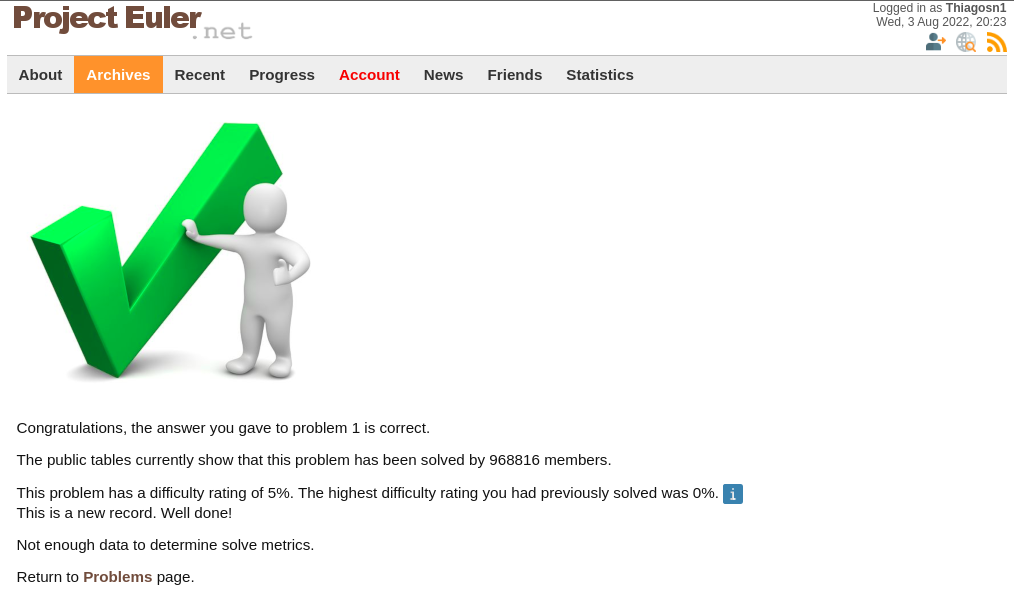 Project Euler
.net
Logged in as Thiagosn1
Wed, 3 Aug 2022, 20:23
About Archives Recent Progress Account News Friends Statistics
Congratulations, the answer you gave to problem 1 is correct.
The public tables currently show that this problem has been solved by 968816 members.
This problem has a difficulty rating of 5%. The highest difficulty rating you had previously solved was 0%. i
This is a new record. Well done!
Not enough data to determine solve metrics.
Return to Problems page.